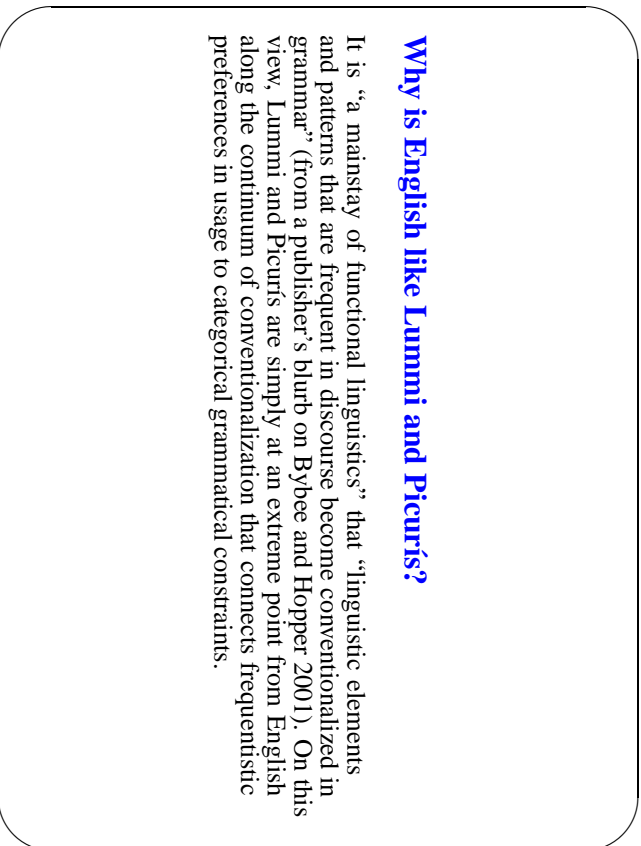 Why is English like Lummi and Picurís?
It is “a mainstay of functional linguistics” that “linguistic elements
and patterns that are frequent in discourse become conventionalized in
grammar” (from a publisher’s blurb on Bybee and Hopper 2001). On this
view, Lummi and Picurís are simply at an extreme point from English
along the continuum of conventionalization that connects frequentistic
preferences in usage to categorical grammatical constraints.